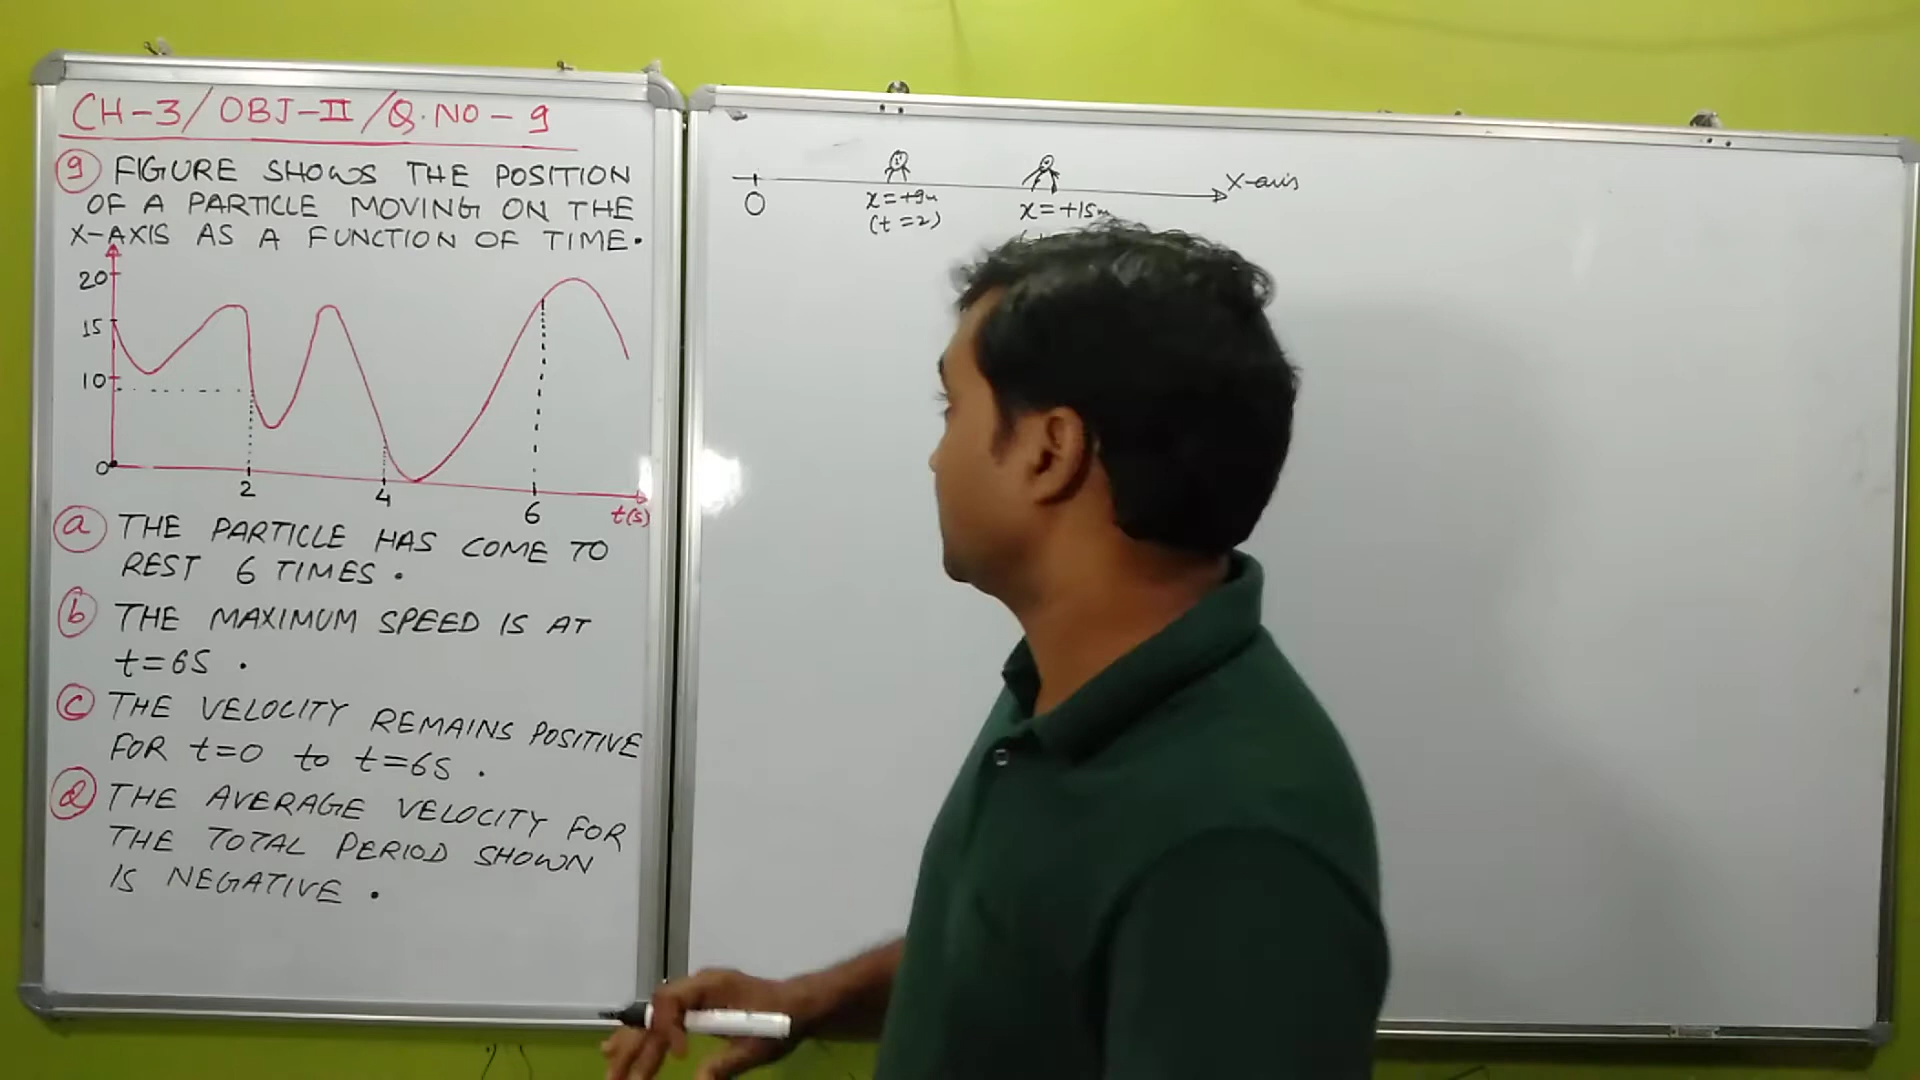 CH-3/OBJ-II/Q.NO-9
9 FIGURE SHOWS THE POSITION
OF A PARTICLE MOVING ON THE
X-AXIS AS A FUNCTION OF TIME.
20
15
10
0
2
4
6
t(s)
a THE PARTICLE HAS COME TO
REST 6 TIMES.
b THE MAXIMUM SPEED IS AT
t=6S.
c THE VELOCITY REMAINS POSITIVE
FOR t=0 to t=6S.
d THE AVERAGE VELOCITY FOR
THE TOTAL PERIOD SHOWN
IS NEGATIVE.
0
x=+9m
(t=2)
x=+15m
X-axis